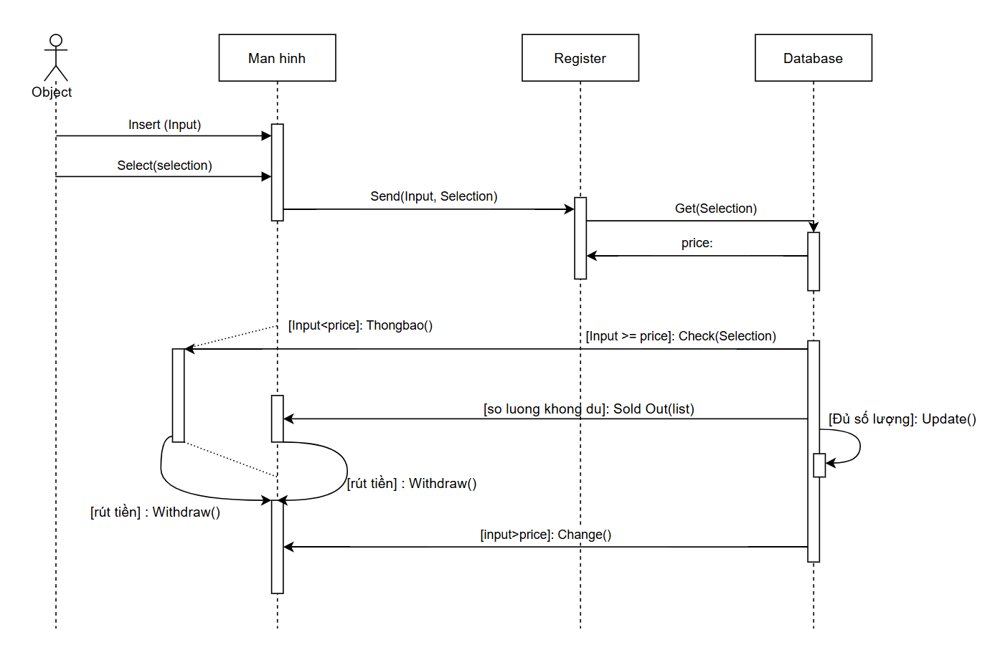 Object
Man hinh
Register
Database
Insert (Input)
Select(selection)
Send(Input, Selection)
Get(Selection)
price:
[Input<price]: Thongbao()
[Input >= price]: Check(Selection)
[so luong khong du]: Sold Out(list)
[Đủ số lượng]: Update()
[rút tiền] : Withdraw()
[rút tiền] : Withdraw()
[input>price]: Change()